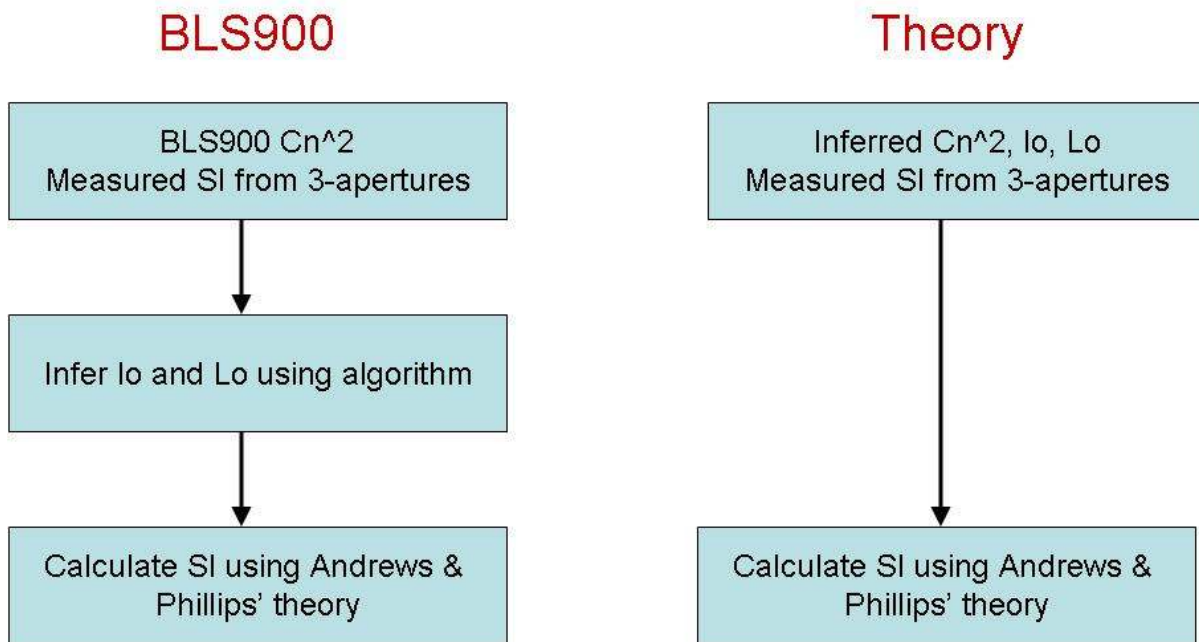 BLS900
BLS900 Cn^2
Measured SI from 3-apertures
Infer lo and Lo using algorithm
Calculate SI using Andrews &
Phillips' theory
Theory
Inferred Cn^2, lo, Lo
Measured SI from 3-apertures
Calculate SI using Andrews &
Phillips' theory